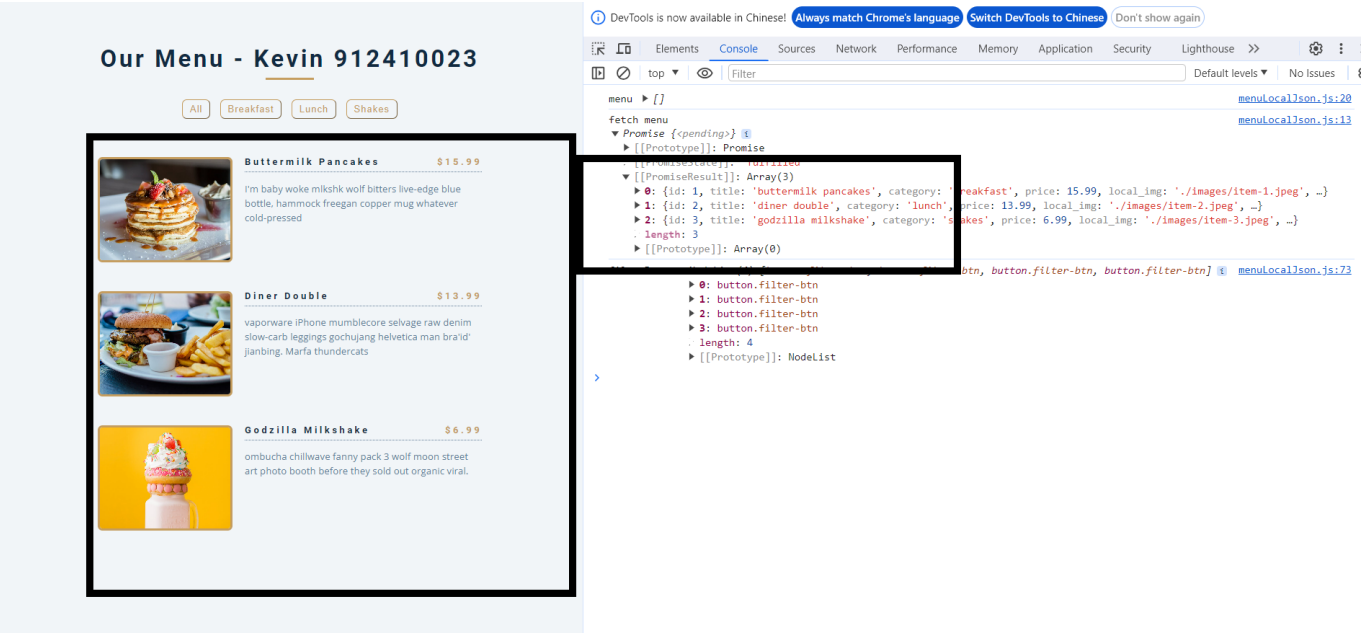 Our Menu - Kevin 912410023
All Breakfast Lunch Shakes
Buttermilk Pancakes $15.99
I'm baby woke mlkshk wolf bitters live-edge blue
bottle, hammock freegan copper mug whatever
cold-pressed
Diner Double $13.99
vaporware iPhone mumblecore selvage raw denim
slow-carb leggings gochujang helvetica man bra'id'
jianbing. Marfa thundercats
Godzilla Milkshake $6.99
ombucha chillwave fanny pack 3 wolf moon street
art photo booth before they sold out organic viral.
DevTools is now available in Chinese! Always match Chrome's language Switch DevTools to Chinese Don't show again
Elements Console Sources Network Performance Memory Application Security Lighthouse
top Filter Default levels No Issues
menu ▶ [] menuLocalJson.js:20
fetch menu menuLocalJson.js:13
▼ Promise {<pending>} i
▶ [[Prototype]]: Promise
[[PromiseState]]: "fulfilled"
▼ [[PromiseResult]]: Array(3)
▶ 0: {id: 1, title: 'buttermilk pancakes', category: 'reakfast', price: 15.99, local_img: './images/item-1.jpeg', …}
▶ 1: {id: 2, title: 'diner double', category: 'lunch', price: 13.99, local_img: './images/item-2.jpeg', …}
▶ 2: {id: 3, title: 'godzilla milkshake', category: 'akes', price: 6.99, local_img: './images/item-3.jpeg', …}
length: 3
▶ [[Prototype]]: Array(0)
btn, button.filter-btn, button.filter-btn] i menuLocalJson.js:73
▶ 0: button.filter-btn
▶ 1: button.filter-btn
▶ 2: button.filter-btn
▶ 3: button.filter-btn
length: 4
▶ [[Prototype]]: NodeList